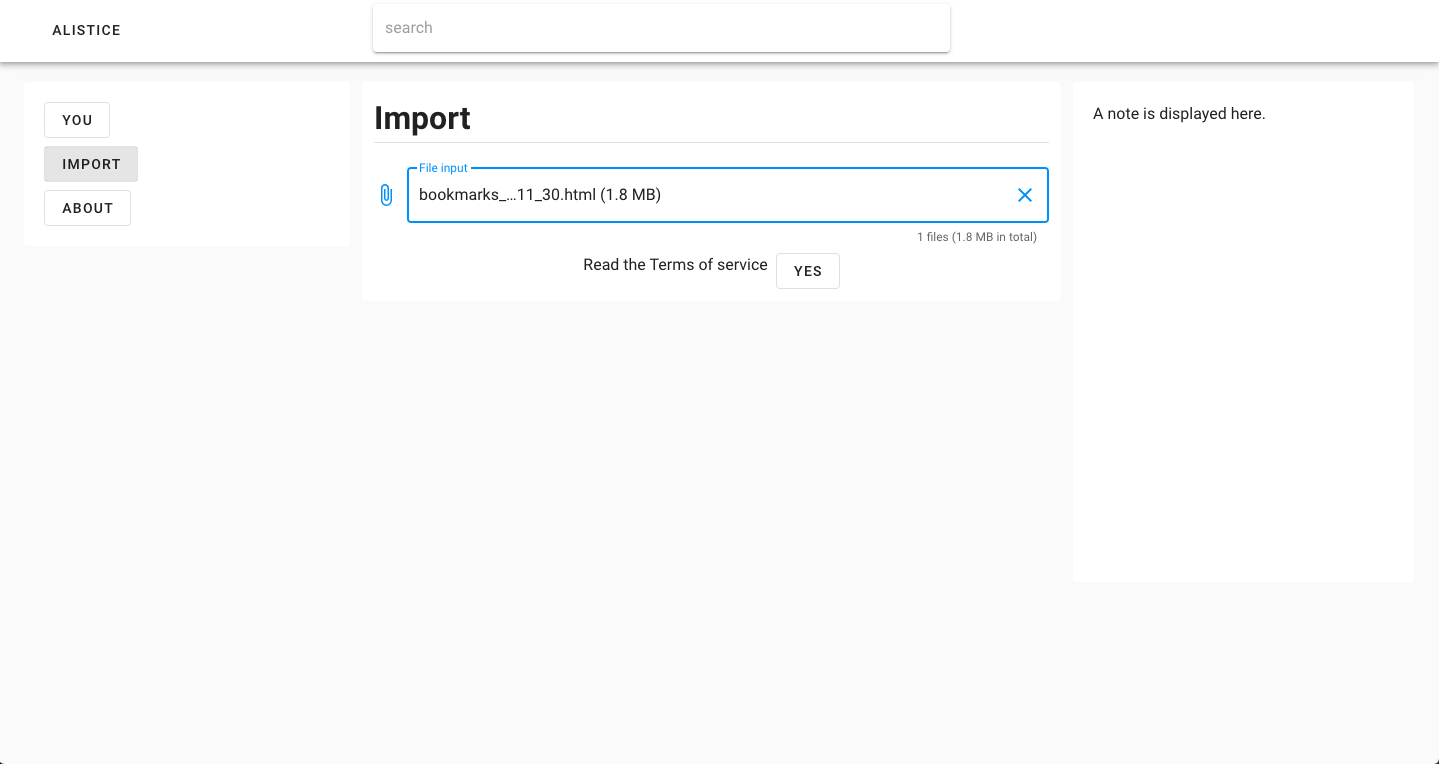 ALISTICE
search
YOU
IMPORT
ABOUT
Import
File input
bookmarks_…11_30.html (1.8 MB)
1 files (1.8 MB in total)
Read the Terms of service YES
A note is displayed here.